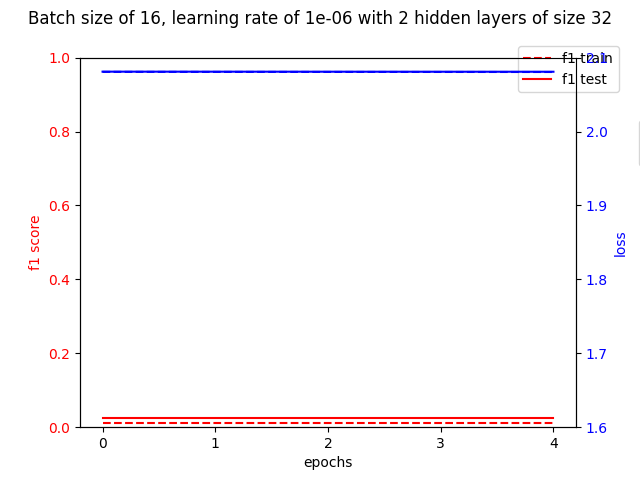 Batch size of 16, learning rate of 1e-06 with 2 hidden layers of size 32
f1 train
f1 test
1.0
0.8
0.6
0.4
0.2
0.0
f1 score
2.1
2.0
1.9
1.8
1.7
1.6
loss
0 1 2 3 4
epochs